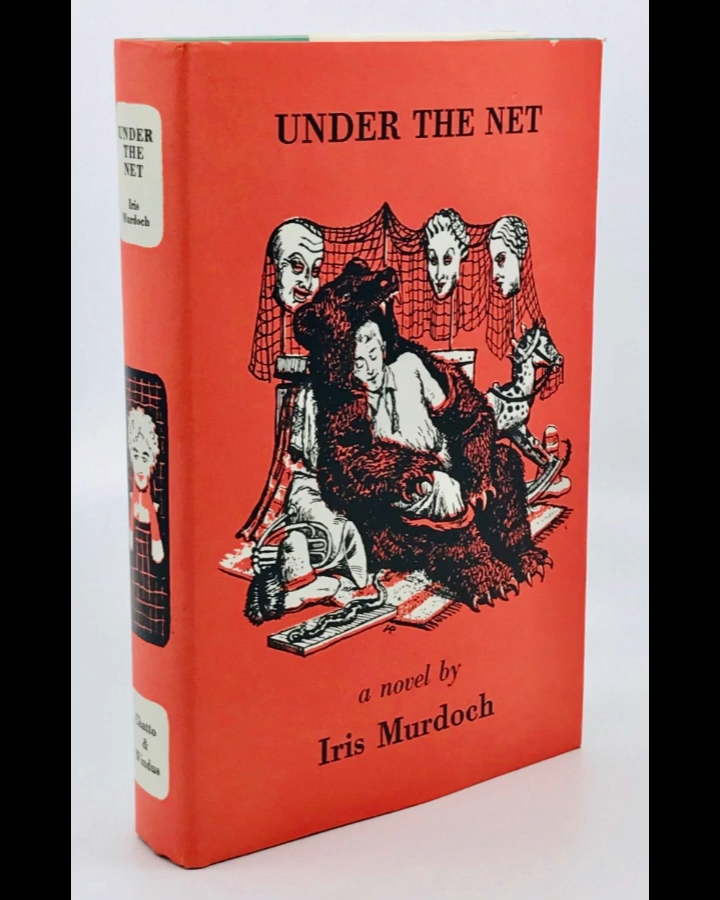 UNDER THE NET
a novel by
Iris Murdoch
UNDER
THE
NET
Iris
Murdoch
Chatto
&
Windus